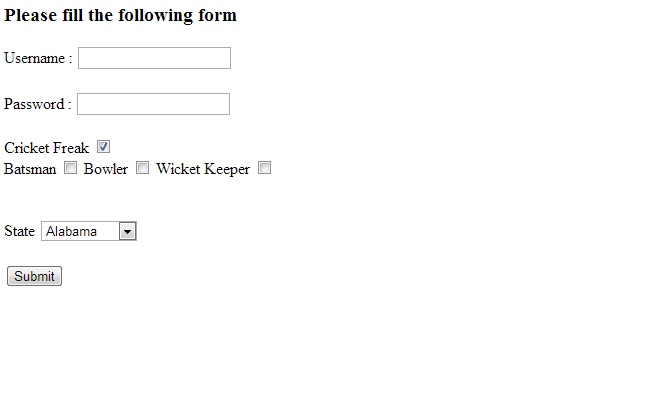 Please fill the following form
Username :
Password :
Cricket Freak
Batsman Bowler Wicket Keeper
State Alabama
Submit